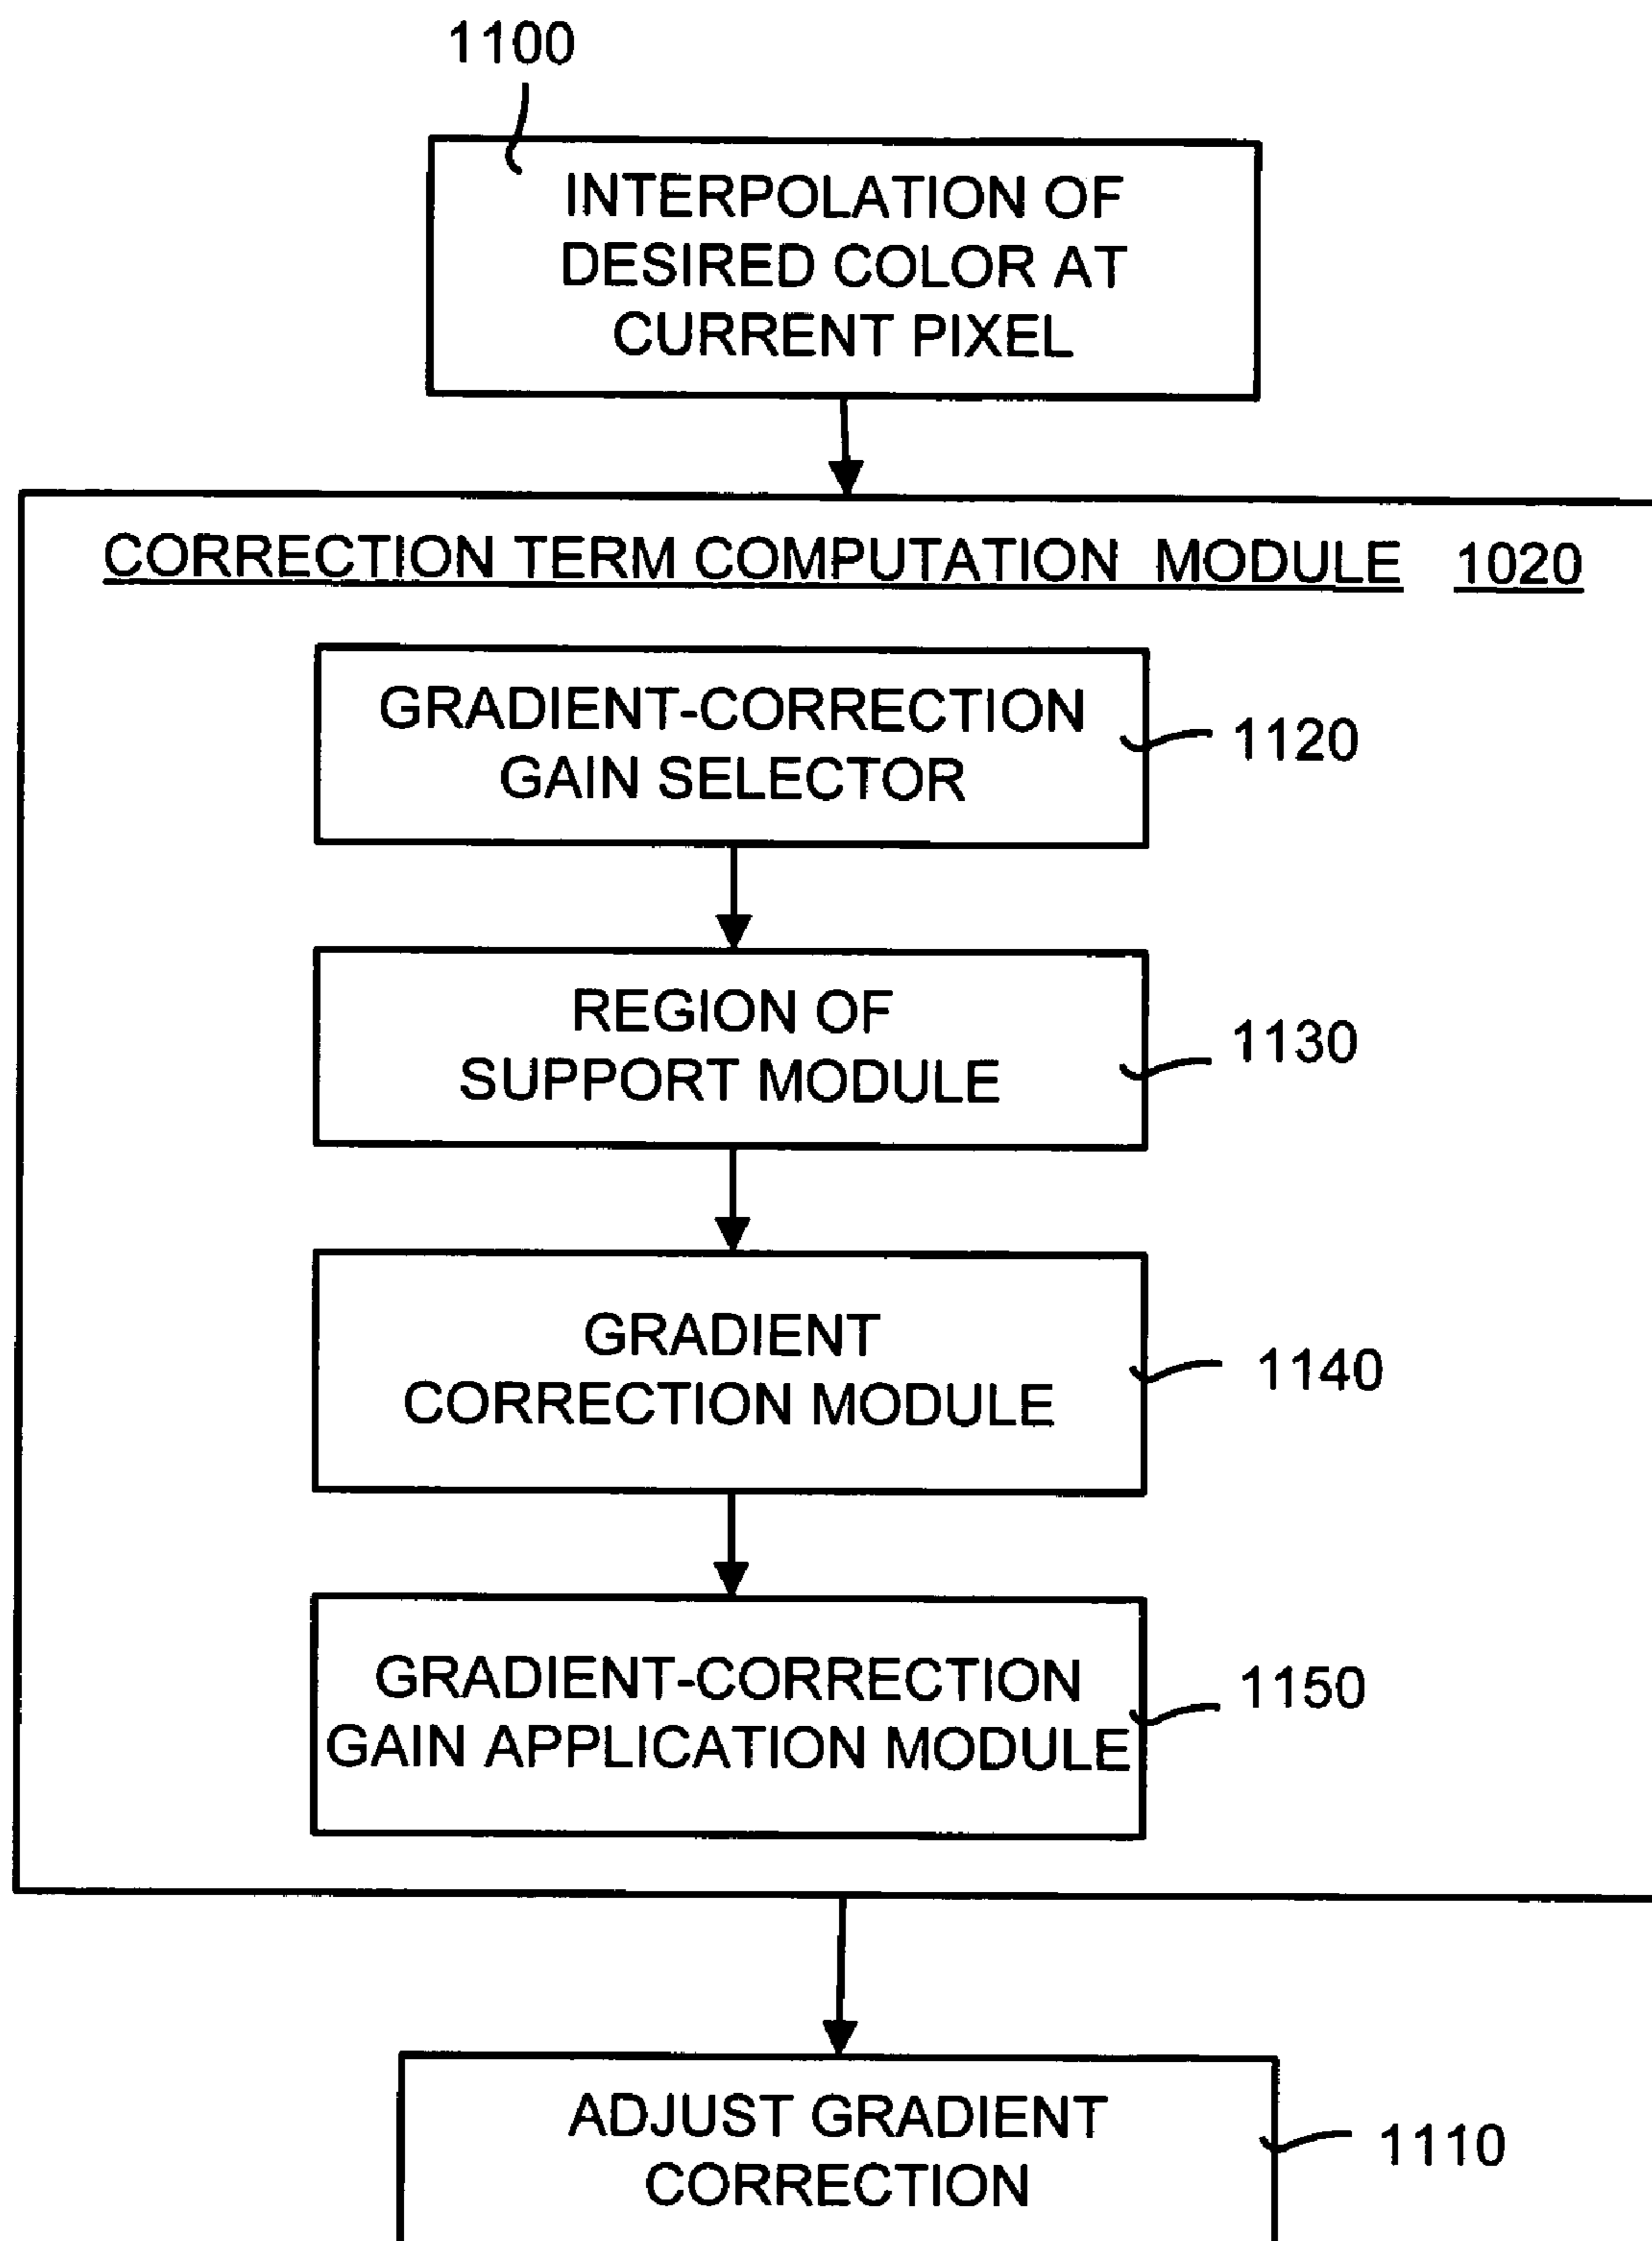 1100
INTERPOLATION OF
DESIRED COLOR AT
CURRENT PIXEL
CORRECTION TERM COMPUTATION MODULE 1020
GRADIENT-CORRECTION
GAIN SELECTOR
1120
REGION OF
SUPPORT MODULE
1130
GRADIENT
CORRECTION MODULE
1140
GRADIENT-CORRECTION
GAIN APPLICATION MODULE
1150
ADJUST GRADIENT
CORRECTION
1110